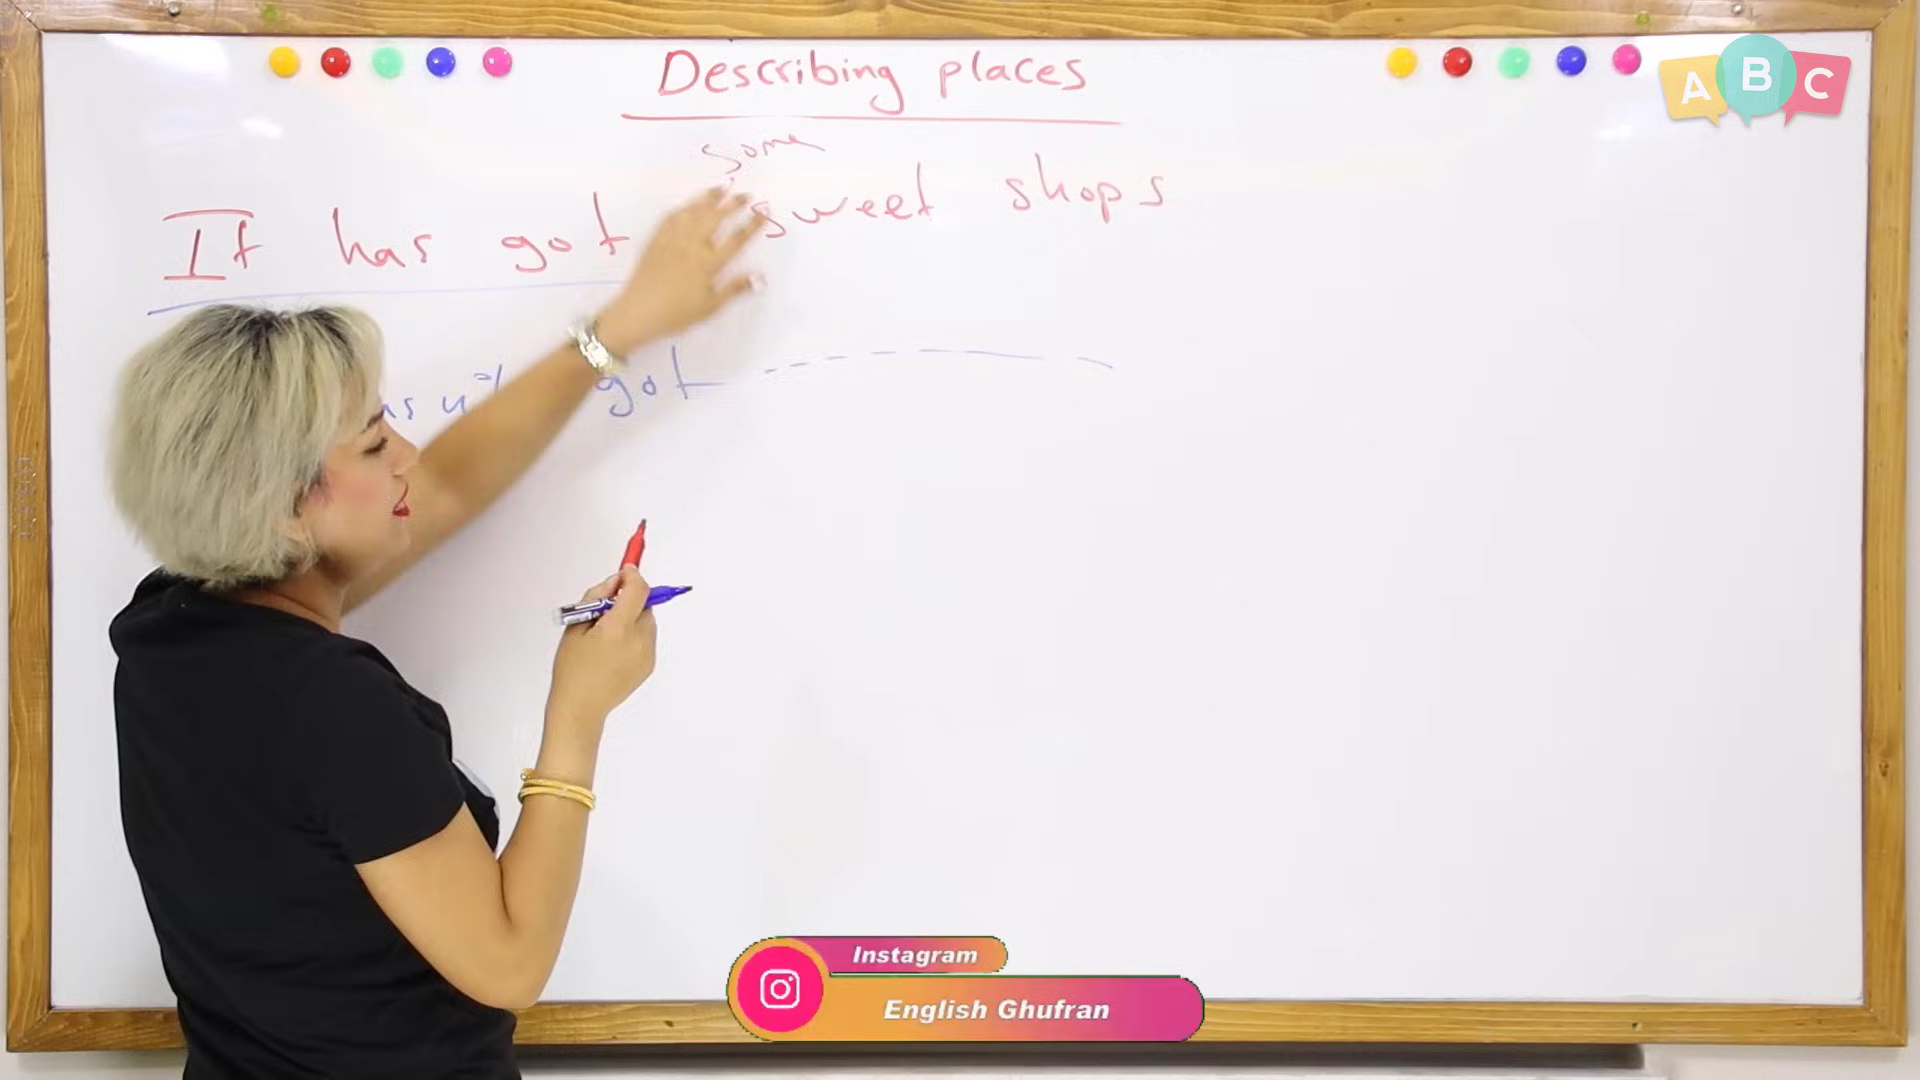 Describing places
A B C
some
It has got sweet shops
got
Instagram
English Ghufran